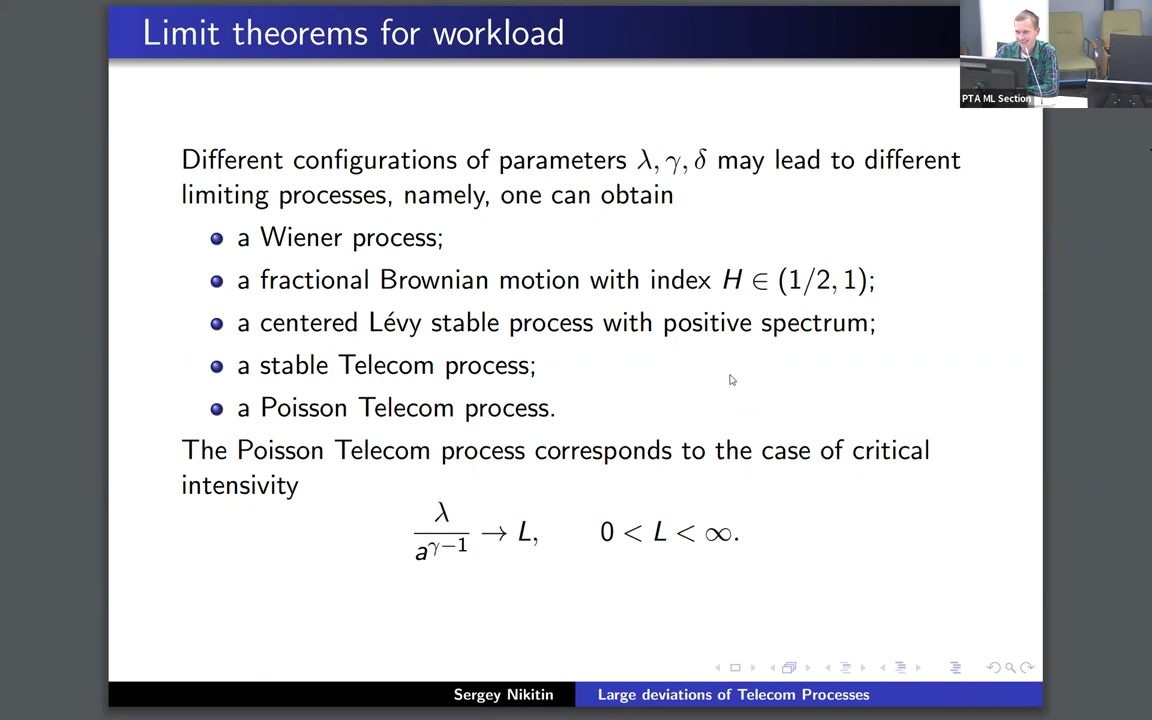 Limit theorems for workload
PTA ML Section
Different configurations of parameters λ, γ, δ may lead to different
limiting processes, namely, one can obtain
a Wiener process;
a fractional Brownian motion with index H ∈ (1/2, 1);
a centered Lévy stable process with positive spectrum;
a stable Telecom process;
a Poisson Telecom process.
The Poisson Telecom process corresponds to the case of critical
intensivity
λ / a^{γ−1} → L, 0 < L < ∞.
Sergey Nikitin Large deviations of Telecom Processes